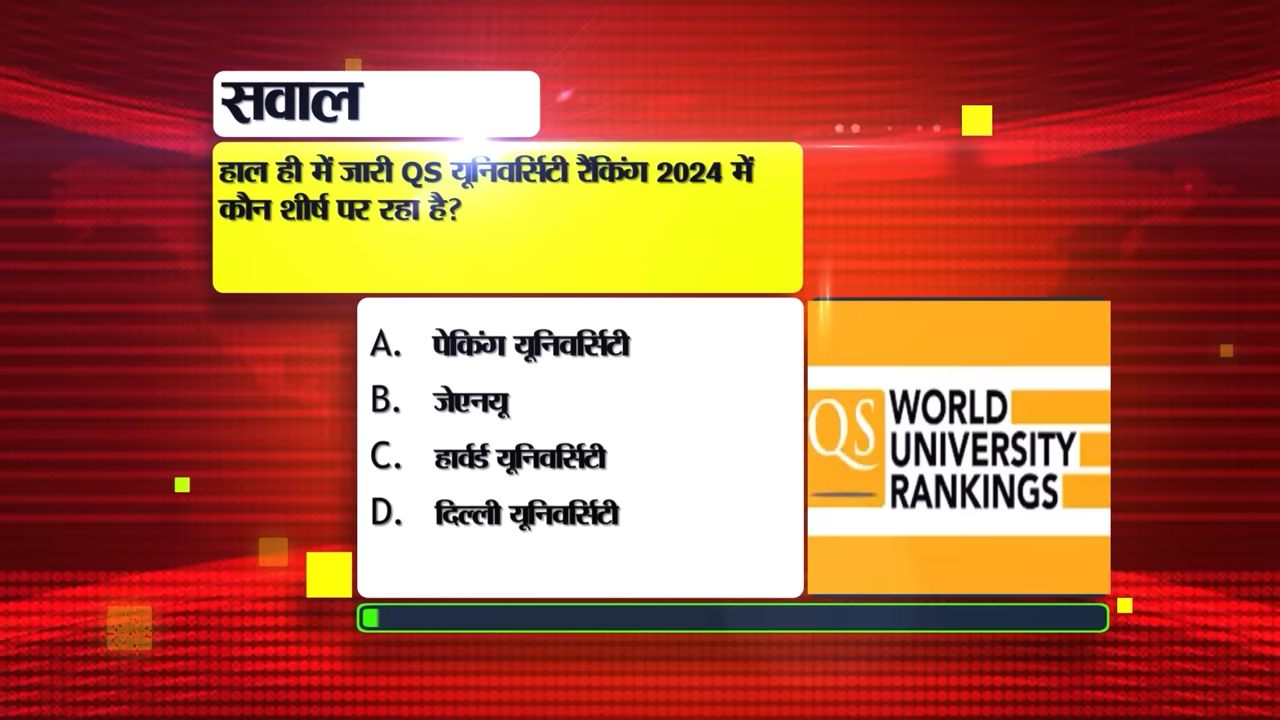 सवाल
हाल ही में जारी QS यूनिवर्सिटी रैंकिंग 2024 में
कौन शीर्ष पर रहा है?
A. पेकिंग यूनिवर्सिटी
B. जेएनयू
C. हार्वर्ड यूनिवर्सिटी
D. दिल्ली यूनिवर्सिटी
QS WORLD
UNIVERSITY
RANKINGS